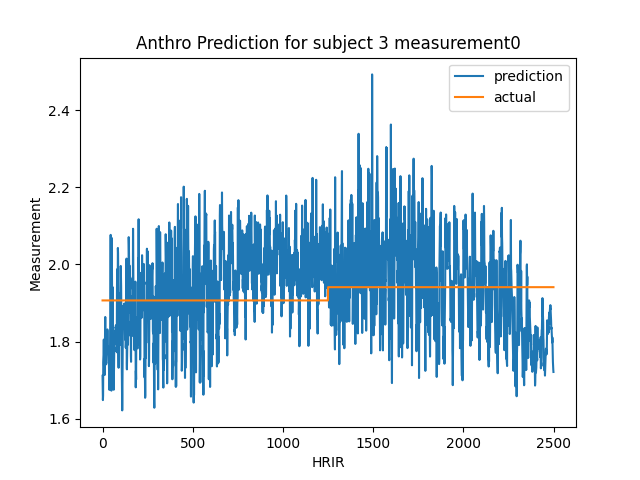 Anthro Prediction for subject 3 measurement0
prediction
actual
Measurement
2.4
2.2
2.0
1.8
1.6
0
500
1000
1500
2000
2500
HRIR